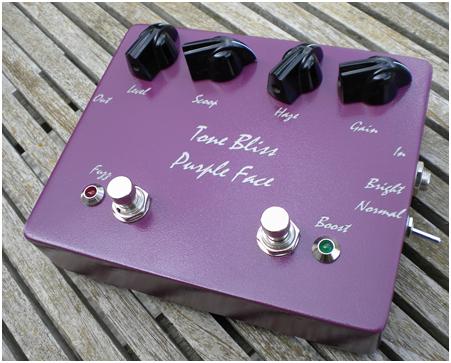 Level
Scoop
Haze
Gain
Out
In
Tone Bliss
Purple Face
Bright
Normal
Fuzz
Boost